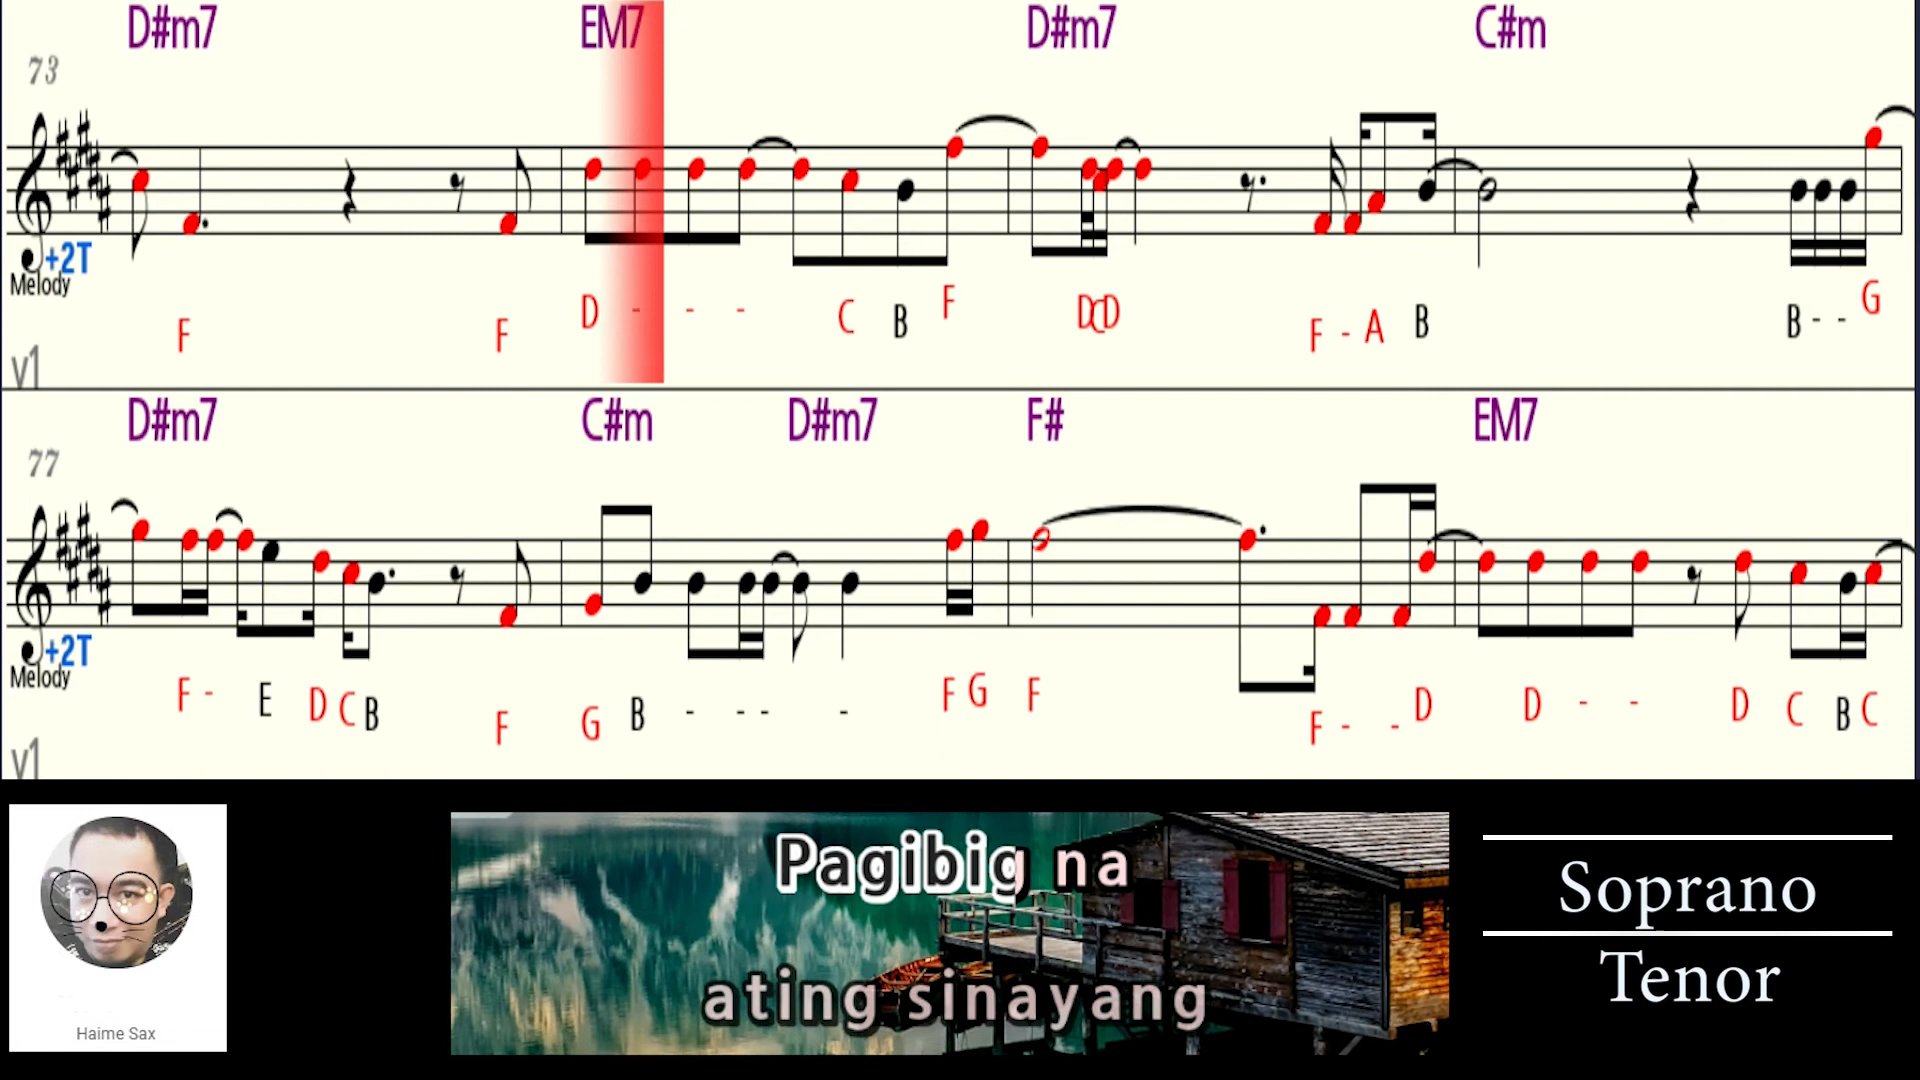 D#m7 EM7 D#m7 C#m
73
+2T
Melody
F F D - - - C B F DCD F - A B B - - G
v1
D#m7 C#m D#m7 F# EM7
77
+2T
Melody
F - E D C B F G B - - - - F G F F - - D D - - D C B C
v1
Pagibig na
ating sinayang
Haime Sax
Soprano
Tenor